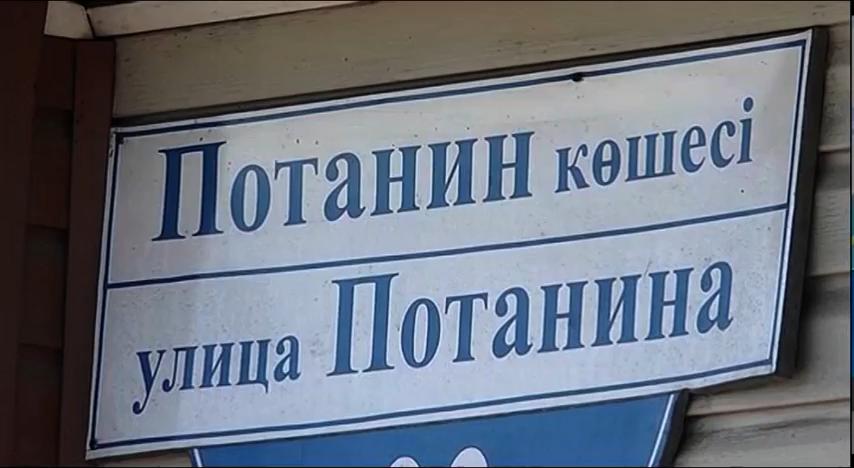 Потанин көшесі
улица Потанина